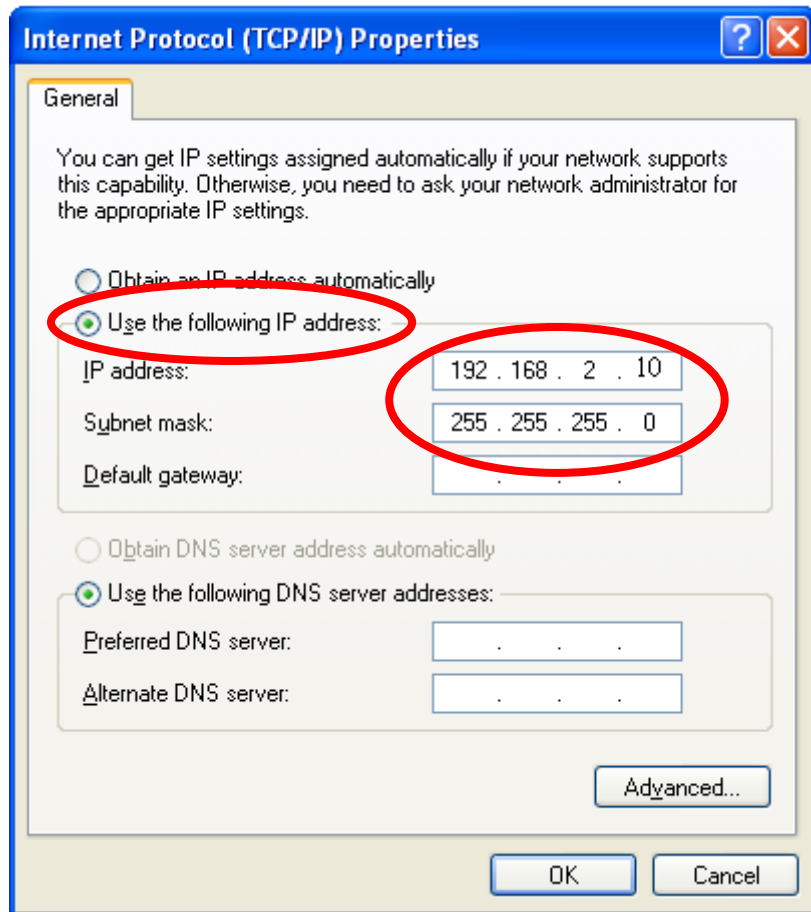 Internet Protocol (TCP/IP) Properties
General
You can get IP settings assigned automatically if your network supports
this capability. Otherwise, you need to ask your network administrator for
the appropriate IP settings.
Obtain an IP address automatically
Use the following IP address:
IP address: 192 . 168 . 2 . 10
Subnet mask: 255 . 255 . 255 . 0
Default gateway: . . .
Obtain DNS server address automatically
Use the following DNS server addresses:
Preferred DNS server: . . .
Alternate DNS server: . . .
Advanced...
OK Cancel